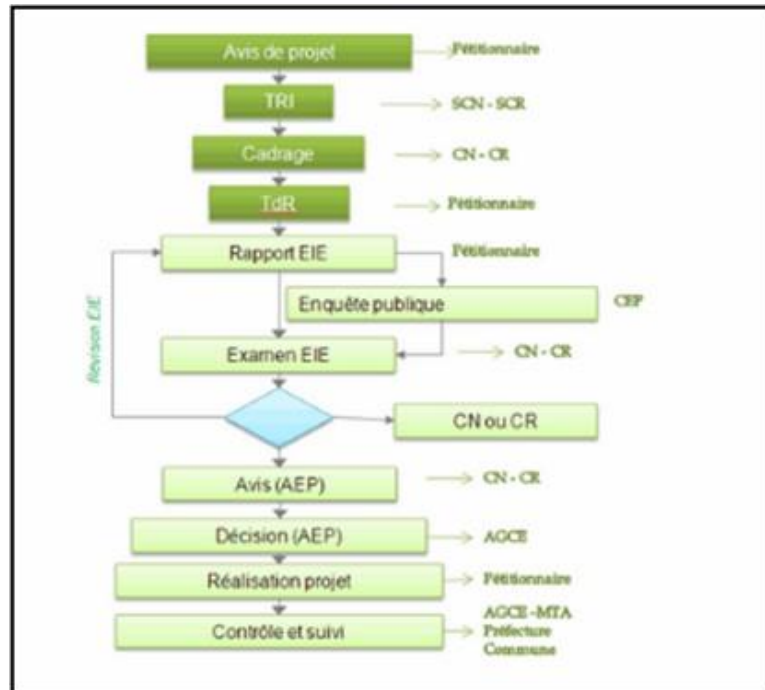 Avis de projet
Pétitionnaire
TRI
SCN - SCR
Cadrage
CN - CR
TdR
Pétitionnaire
Rapport EIE
Pétitionnaire
Enquête publique
CEP
Révision EIE
Examen EIE
CN - CR
CN ou CR
Avis (AEP)
CN - CR
Décision (AEP)
AGCE
Réalisation projet
Pétitionnaire
Contrôle et suivi
AGCE -MTA
Préfecture
Commune